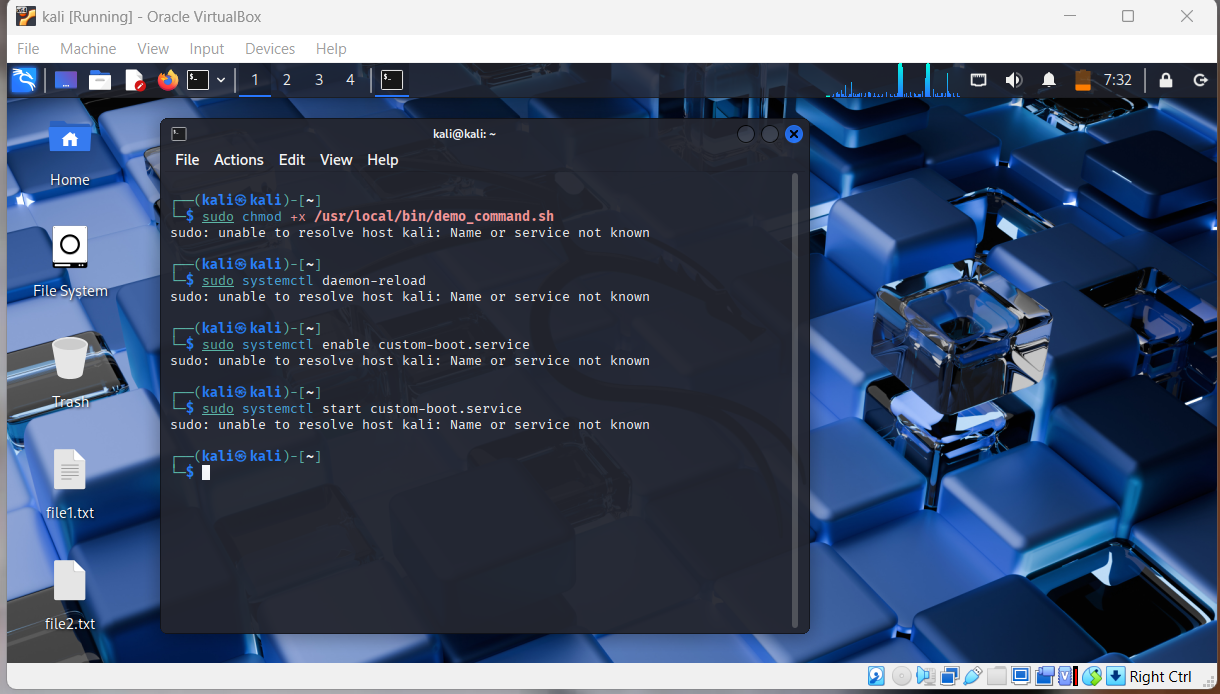 kali [Running] - Oracle VirtualBox
File Machine View Input Devices Help
1 2 3 4 7:32
kali@kali: ~
File Actions Edit View Help
┌──(kali㉿kali)-[~]
└─$ sudo chmod +x /usr/local/bin/demo_command.sh
sudo: unable to resolve host kali: Name or service not known
┌──(kali㉿kali)-[~]
└─$ sudo systemctl daemon-reload
sudo: unable to resolve host kali: Name or service not known
┌──(kali㉿kali)-[~]
└─$ sudo systemctl enable custom-boot.service
sudo: unable to resolve host kali: Name or service not known
┌──(kali㉿kali)-[~]
└─$ sudo systemctl start custom-boot.service
sudo: unable to resolve host kali: Name or service not known
┌──(kali㉿kali)-[~]
└─$
Home
File System
Trash
file1.txt
file2.txt
Right Ctrl